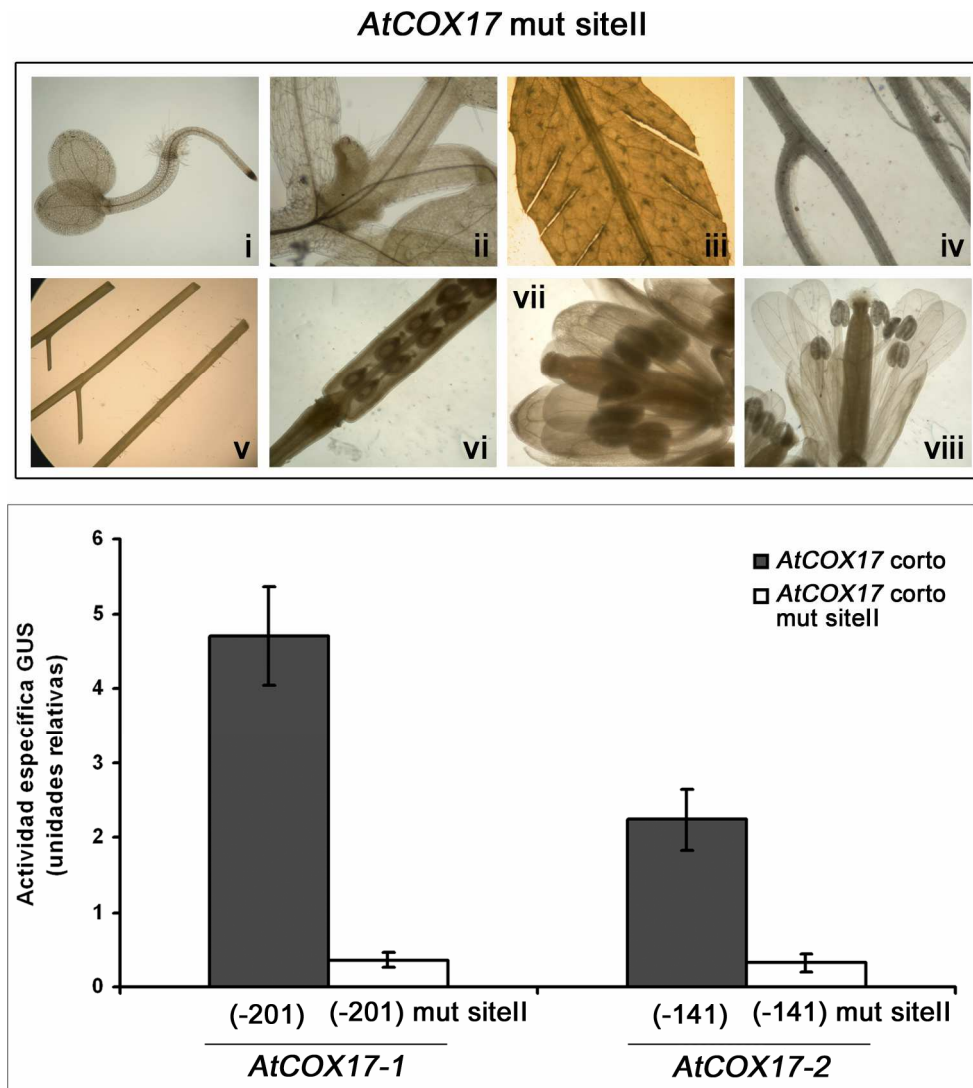 AtCOX17 mut siteII
i
ii
iii
iv
v
vi
vii
viii
Actividad específica GUS
(unidades relativas)
6
5
4
3
2
1
0
AtCOX17 corto
AtCOX17 corto
mut siteII
(-201)
(-201) mut siteII
(-141)
(-141) mut siteII
AtCOX17-1
AtCOX17-2